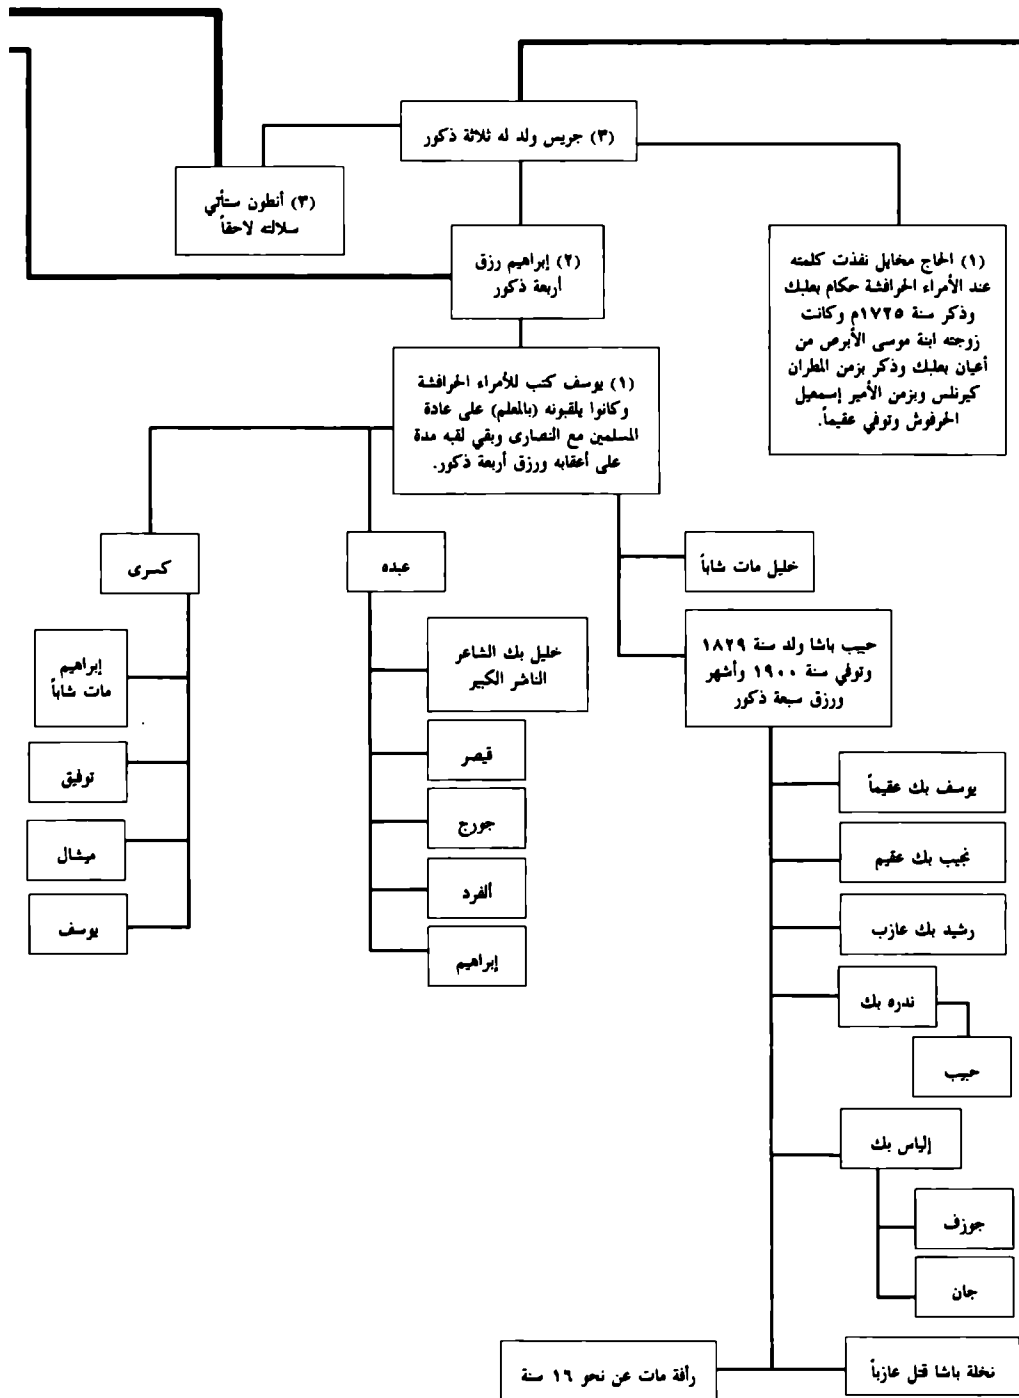 (٣) جريس ولد له ثلاثة ذكور
(١) الحاج مخايل نفذت كلمته
عند الأمراء الحرافشة حكام بعلبك
وذكر سنة ١٧٢٥م وكانت
زوجته ابنة موسى الأبرص من
أعيان بعلبك وذكر بزمن المطران
كيرنلس وبزمن الأمير إسمعيل
الحرفوش وتوفي عقيماً.
(٢) إبراهيم رزق
أربعة ذكور
(٣) أنطون ستأتي
سلالته لاحقاً
(١) يوسف كتب للأمراء الحرافشة
وكانوا يلقبونه (بالمعلم) على عادة
المسلمين مع النصارى وبقي لقبه مدة
على أعقابه ورزق أربعة ذكور.
خليل مات شاباً
حبيب باشا ولد سنة ١٨٢٩
وتوفي سنة ١٩٠٠ وأشهر
ورزق سبعة ذكور
يوسف بك عقيماً
نجيب بك عقيم
رشيد بك عازب
ندره بك
حبيب
إلياس بك
جوزف
جان
نخلة باشا قتل عازباً
رأفة مات عن نحو ١٦ سنة
عبده
خليل بك الشاعر
الناشر الكبير
قيصر
جورج
ألفرد
إبراهيم
كسرى
إبراهيم
مات شاباً
توفيق
ميشال
يوسف